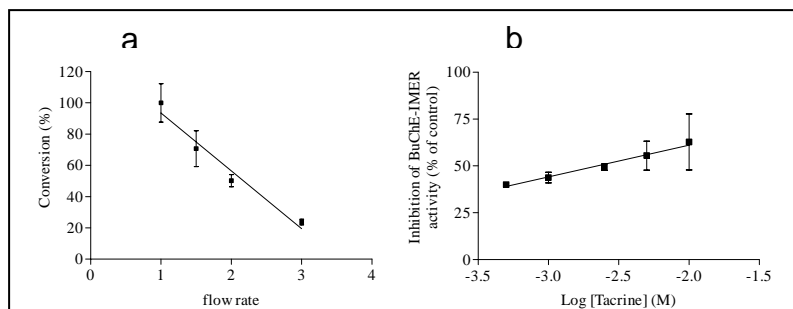 a
120
100
80
60
40
20
0
0 1 2 3 4
Conversion (%)
flow rate
b
100
75
50
25
0
-3.5 -3.0 -2.5 -2.0 -1.5
Inhibition of BuChE-IMER
activity (% of control)
Log [Tacrine] (M)